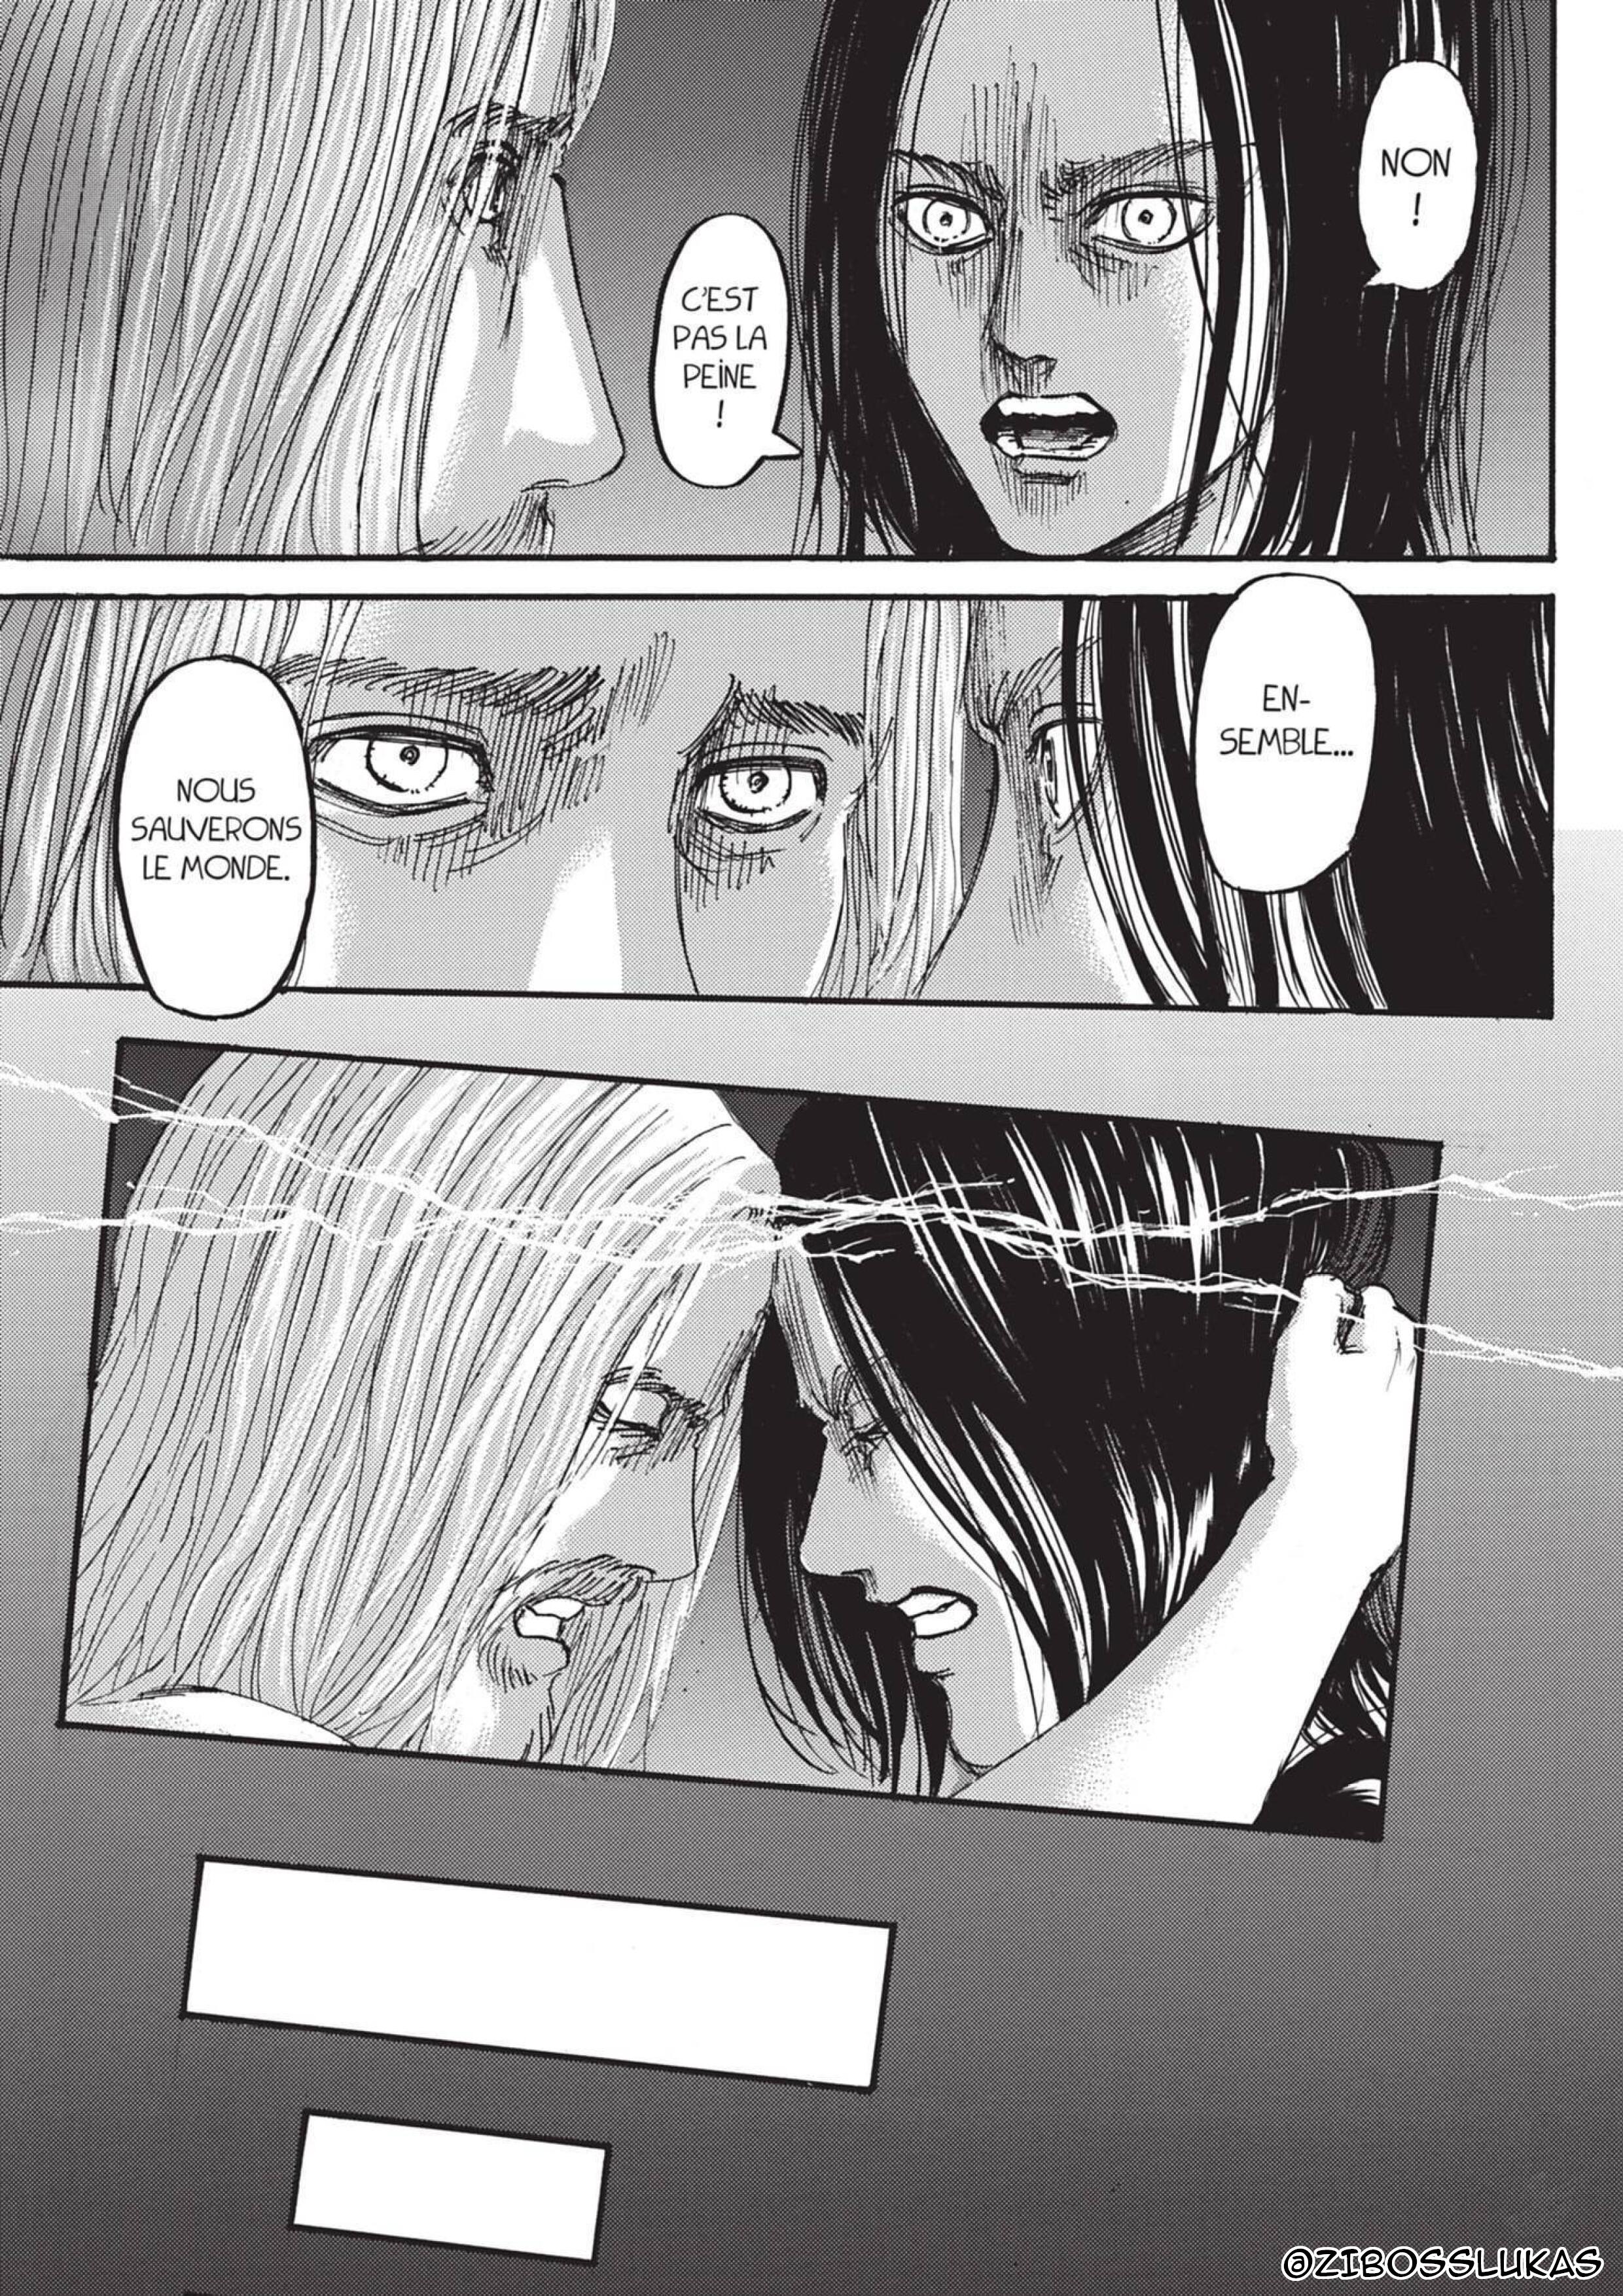 NON
!
C'EST
PAS LA
PEINE
!
EN-
SEMBLE...
NOUS
SAUVERONS
LE MONDE.
@ZIBOSSLUKAS